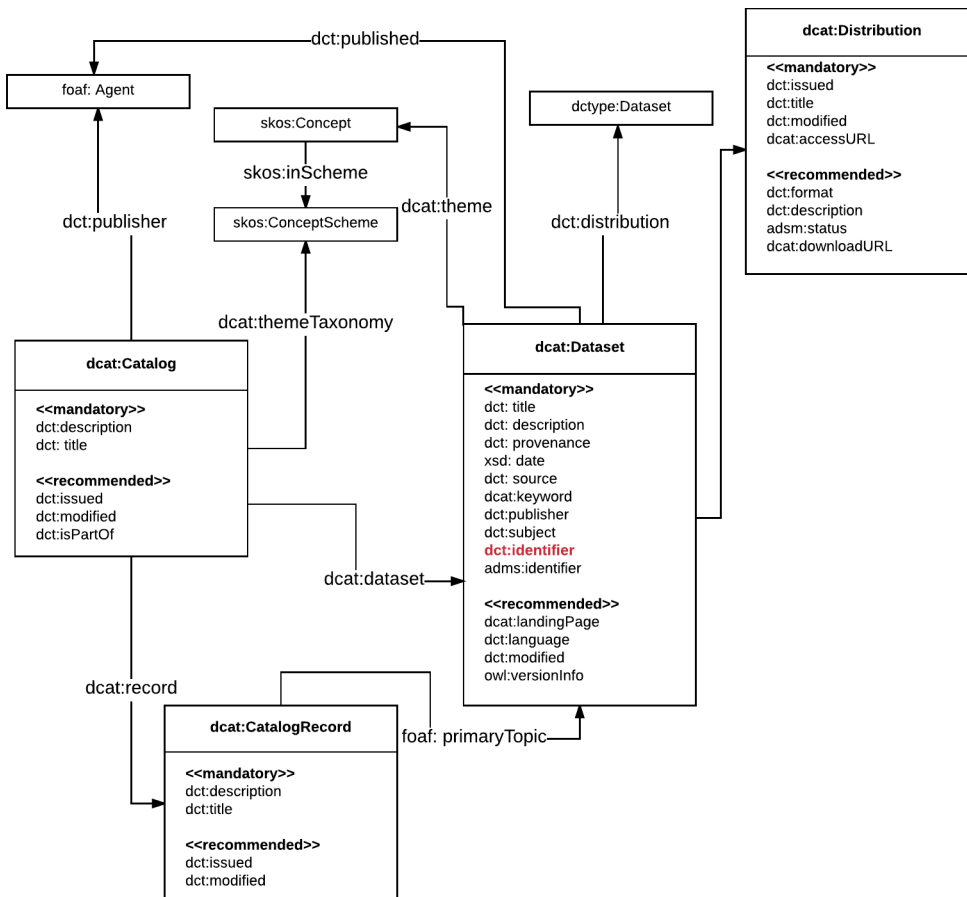 dct:published
foaf: Agent
skos:Concept
skos:inScheme
skos:ConceptScheme
dcat:theme
dctype:Dataset
dct:distribution
dct:publisher
dcat:themeTaxonomy
dcat:Distribution
<<mandatory>>
dct:issued
dct:title
dct:modified
dcat:accessURL
<<recommended>>
dct:format
dct:description
adsm:status
dcat:downloadURL
dcat:Catalog
<<mandatory>>
dct:description
dct: title
<<recommended>>
dct:issued
dct:modified
dct:isPartOf
dcat:Dataset
<<mandatory>>
dct: title
dct: description
dct: provenance
xsd: date
dct: source
dcat:keyword
dct:publisher
dct:subject
dct:identifier
adms:identifier
<<recommended>>
dcat:landingPage
dct:language
dct:modified
owl:versionInfo
dcat:dataset
dcat:record
foaf: primaryTopic
dcat:CatalogRecord
<<mandatory>>
dct:description
dct:title
<<recommended>>
dct:issued
dct:modified